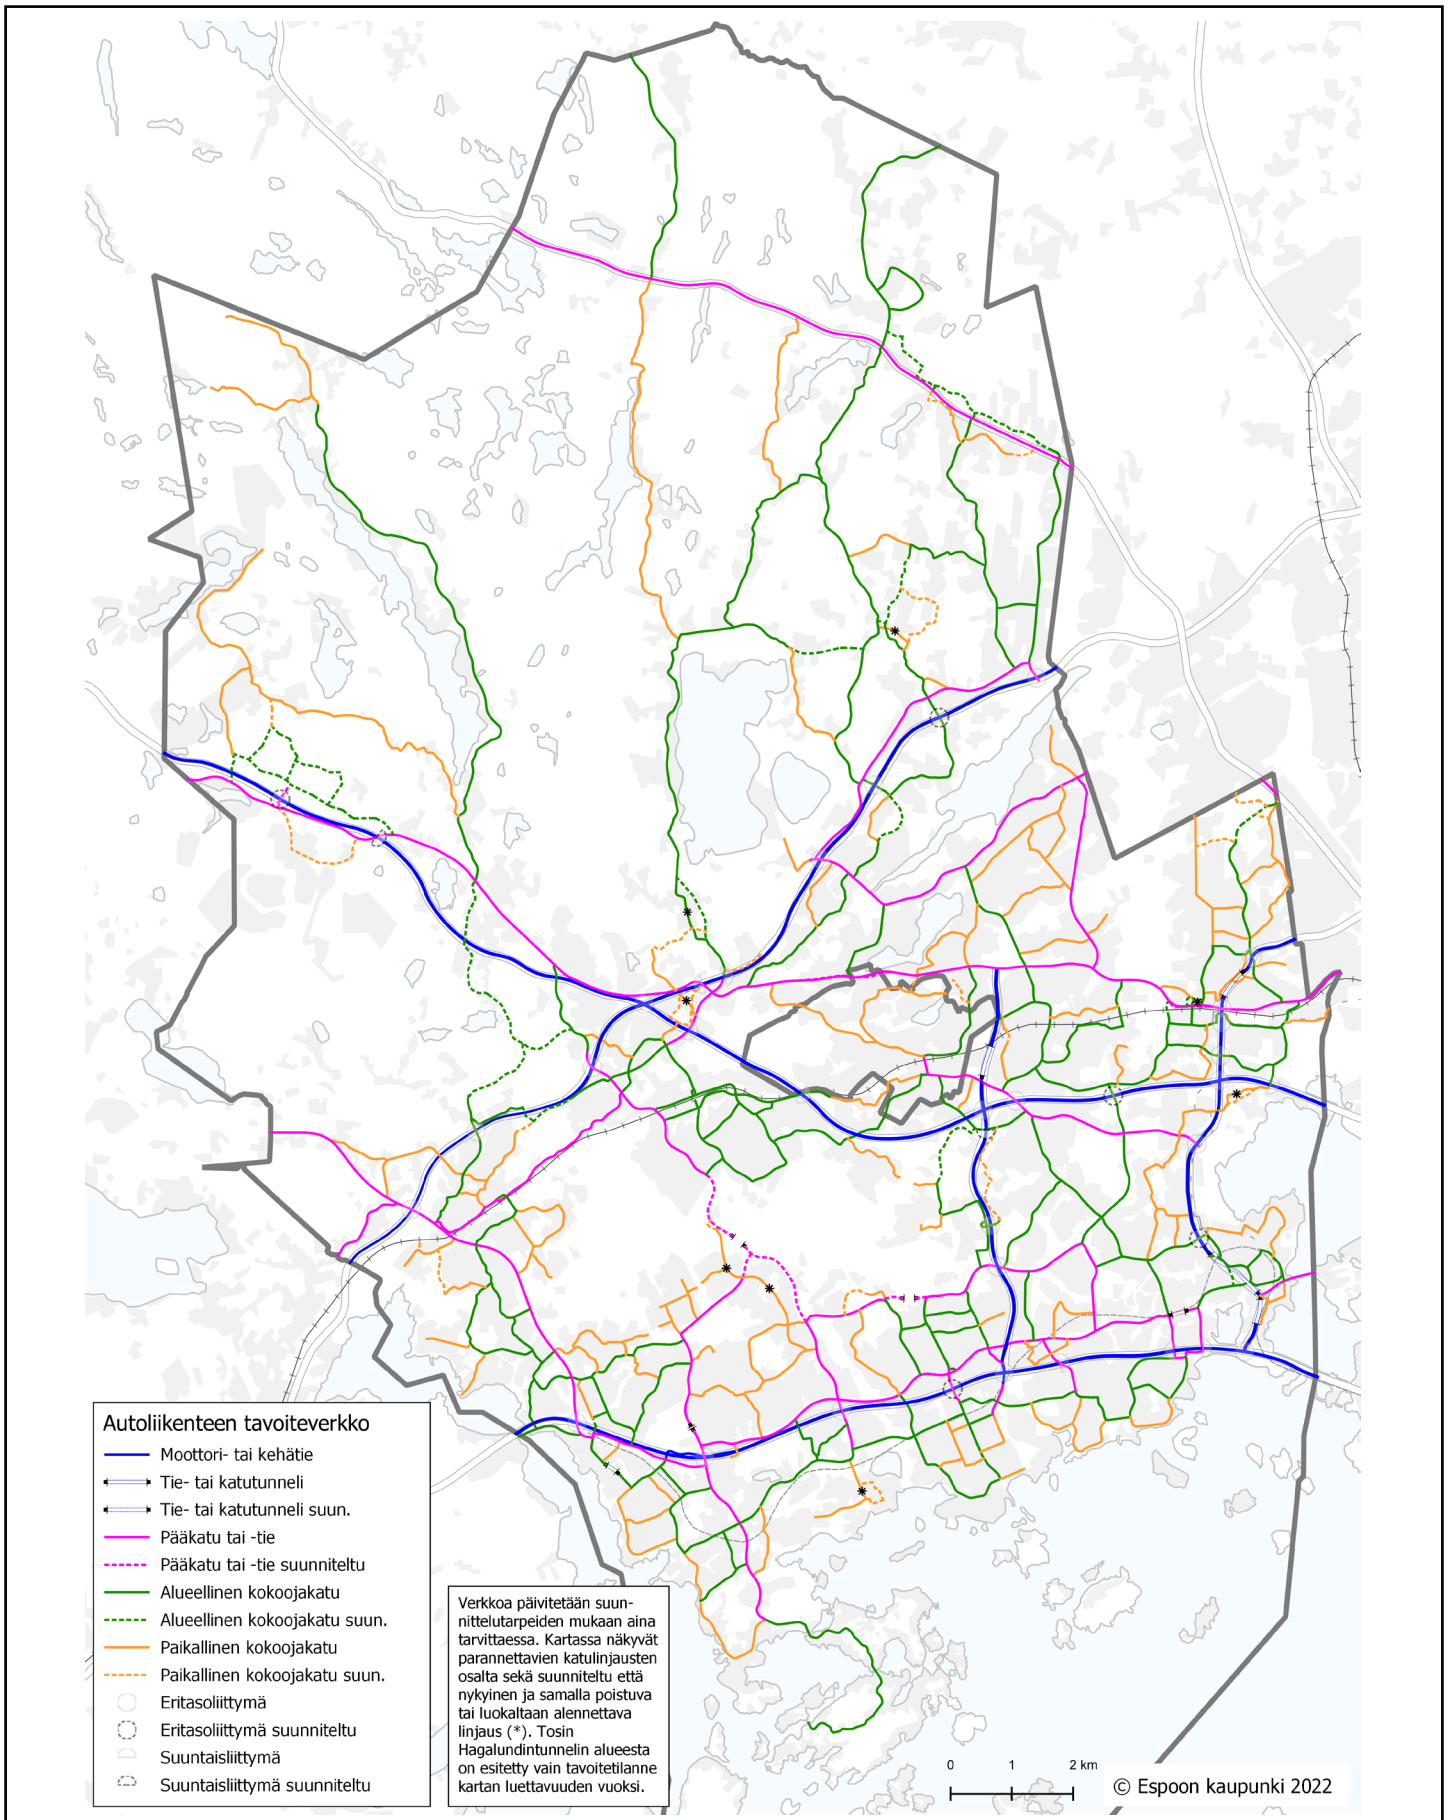 Autoliikenteen tavoiteverkko
Moottori- tai kehätie
Tie- tai katutunneli
Tie- tai katutunneli suun.
Pääkatu tai -tie
Pääkatu tai -tie suunniteltu
Alueellinen kokoojakatu
Alueellinen kokoojakatu suun.
Paikallinen kokoojakatu
Paikallinen kokoojakatu suun.
Eritasoliittymä
Eritasoliittymä suunniteltu
Suuntaisliittymä
Suuntaisliittymä suunniteltu
Verkkoa päivitetään suun-
nittelutarpeiden mukaan aina
tarvittaessa. Kartassa näkyvät
parannettavien katulinjausten
osalta sekä suunniteltu että
nykyinen ja samalla poistuva
tai luokaltaan alennettava
linjaus (*). Tosin
Hagalundintunnelin alueesta
on esitetty vain tavoitetilanne
kartan luettavuuden vuoksi.
0 1 2 km
© Espoon kaupunki 2022